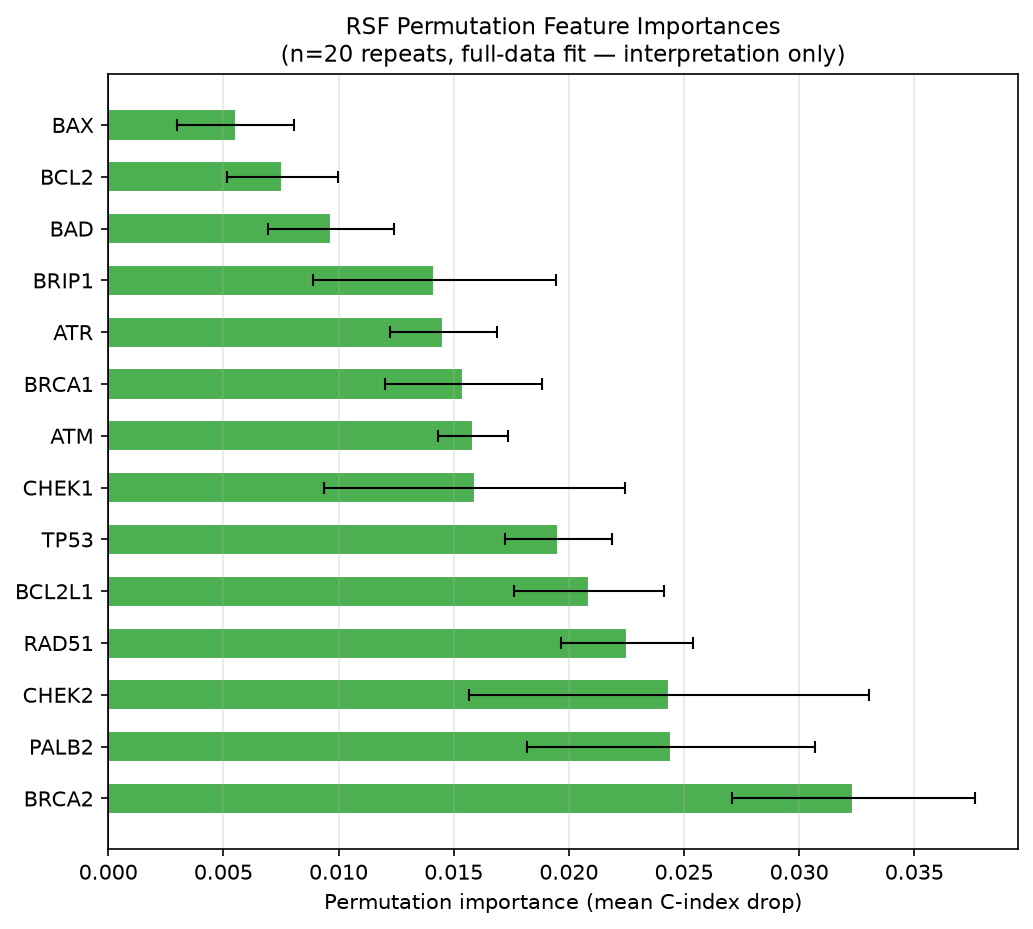 RSF Permutation Feature Importances
(n=20 repeats, full-data fit — interpretation only)
BAX
BCL2
BAD
BRIP1
ATR
BRCA1
ATM
CHEK1
TP53
BCL2L1
RAD51
CHEK2
PALB2
BRCA2
0.000 0.005 0.010 0.015 0.020 0.025 0.030 0.035
Permutation importance (mean C-index drop)